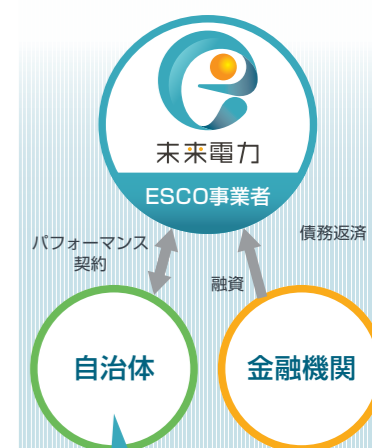 未来電力
ESCO事業者
パフォーマンス
契約
債務返済
融資
自治体
金融機関